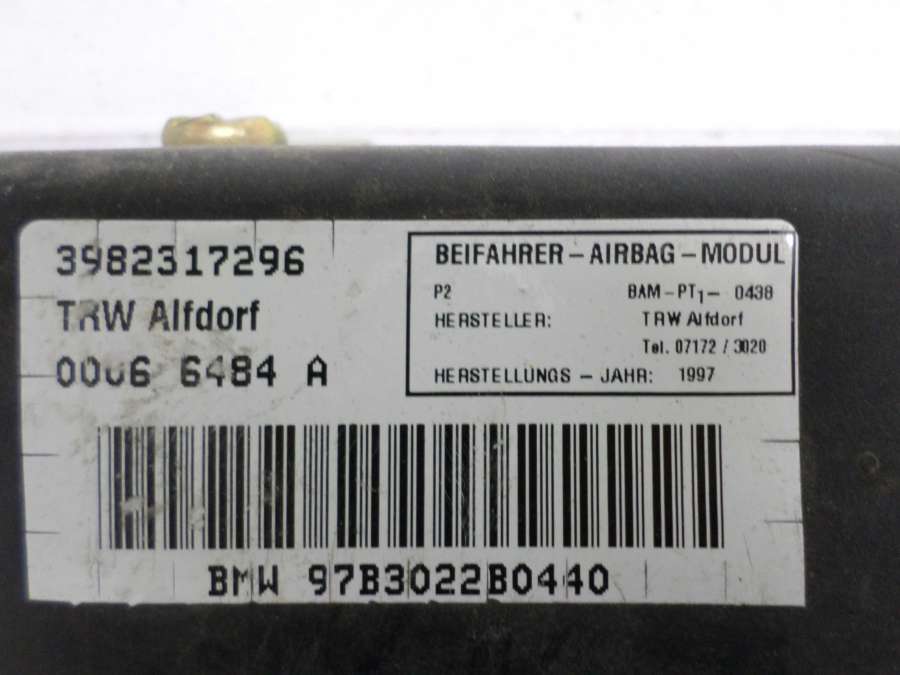 3982317296
TRW Alfdorf
0006 6484 A
BEIFAHRER – AIRBAG – MODUL
P2 BAM – PT1 – 0438
HERSTELLER: TRW Alfdorf
Tel. 07172 / 3020
HERSTELLUNGS – JAHR: 1997
BMW 97B3022B0440